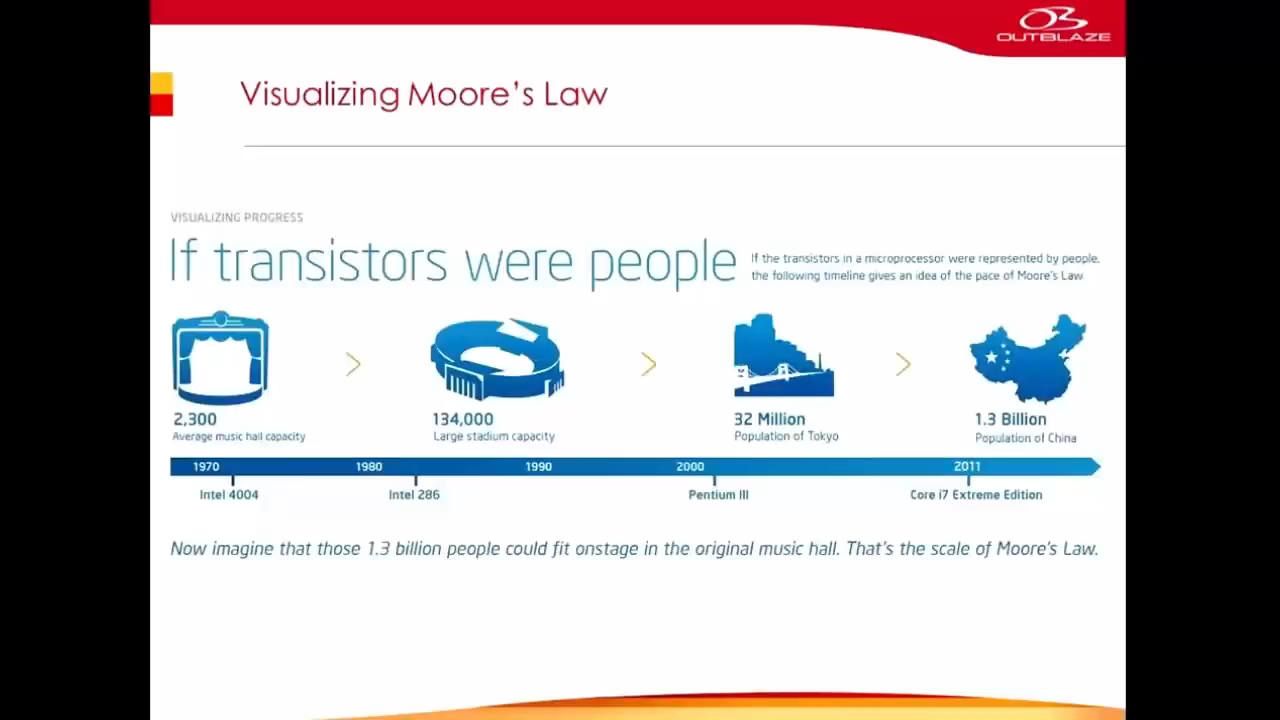 OUTBLAZE
Visualizing Moore's Law
VISUALIZING PROGRESS
If transistors were people
If the transistors in a microprocessor were represented by people,
the following timeline gives an idea of the pace of Moore's Law
2,300
Average music hall capacity
134,000
Large stadium capacity
32 Million
Population of Tokyo
1.3 Billion
Population of China
1970 1980 1990 2000 2011
Intel 4004 Intel 286 Pentium III Core i7 Extreme Edition
Now imagine that those 1.3 billion people could fit onstage in the original music hall. That's the scale of Moore's Law.